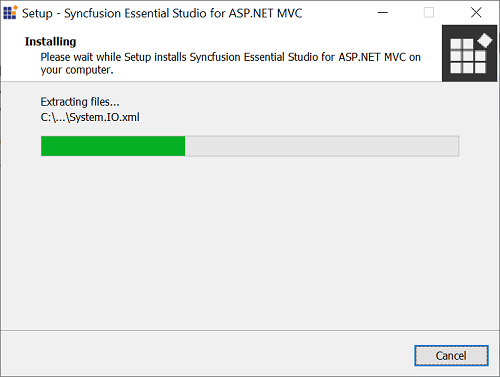 Setup - Syncfusion Essential Studio for ASP.NET MVC
Installing
Please wait while Setup installs Syncfusion Essential Studio for ASP.NET MVC on
your computer.
Extracting files...
C:\...\System.IO.xml
Cancel